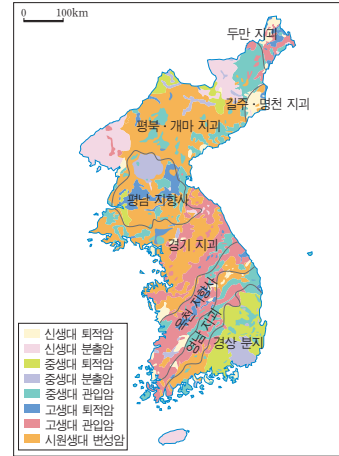 0 100km
두만 지괴
길주·명천 지괴
평북·개마 지괴
평남 지향사
경기 지괴
옥천 지향사
영남 지괴
경상 분지
신생대 퇴적암
신생대 분출암
중생대 퇴적암
중생대 분출암
중생대 관입암
고생대 퇴적암
고생대 관입암
시원생대 변성암